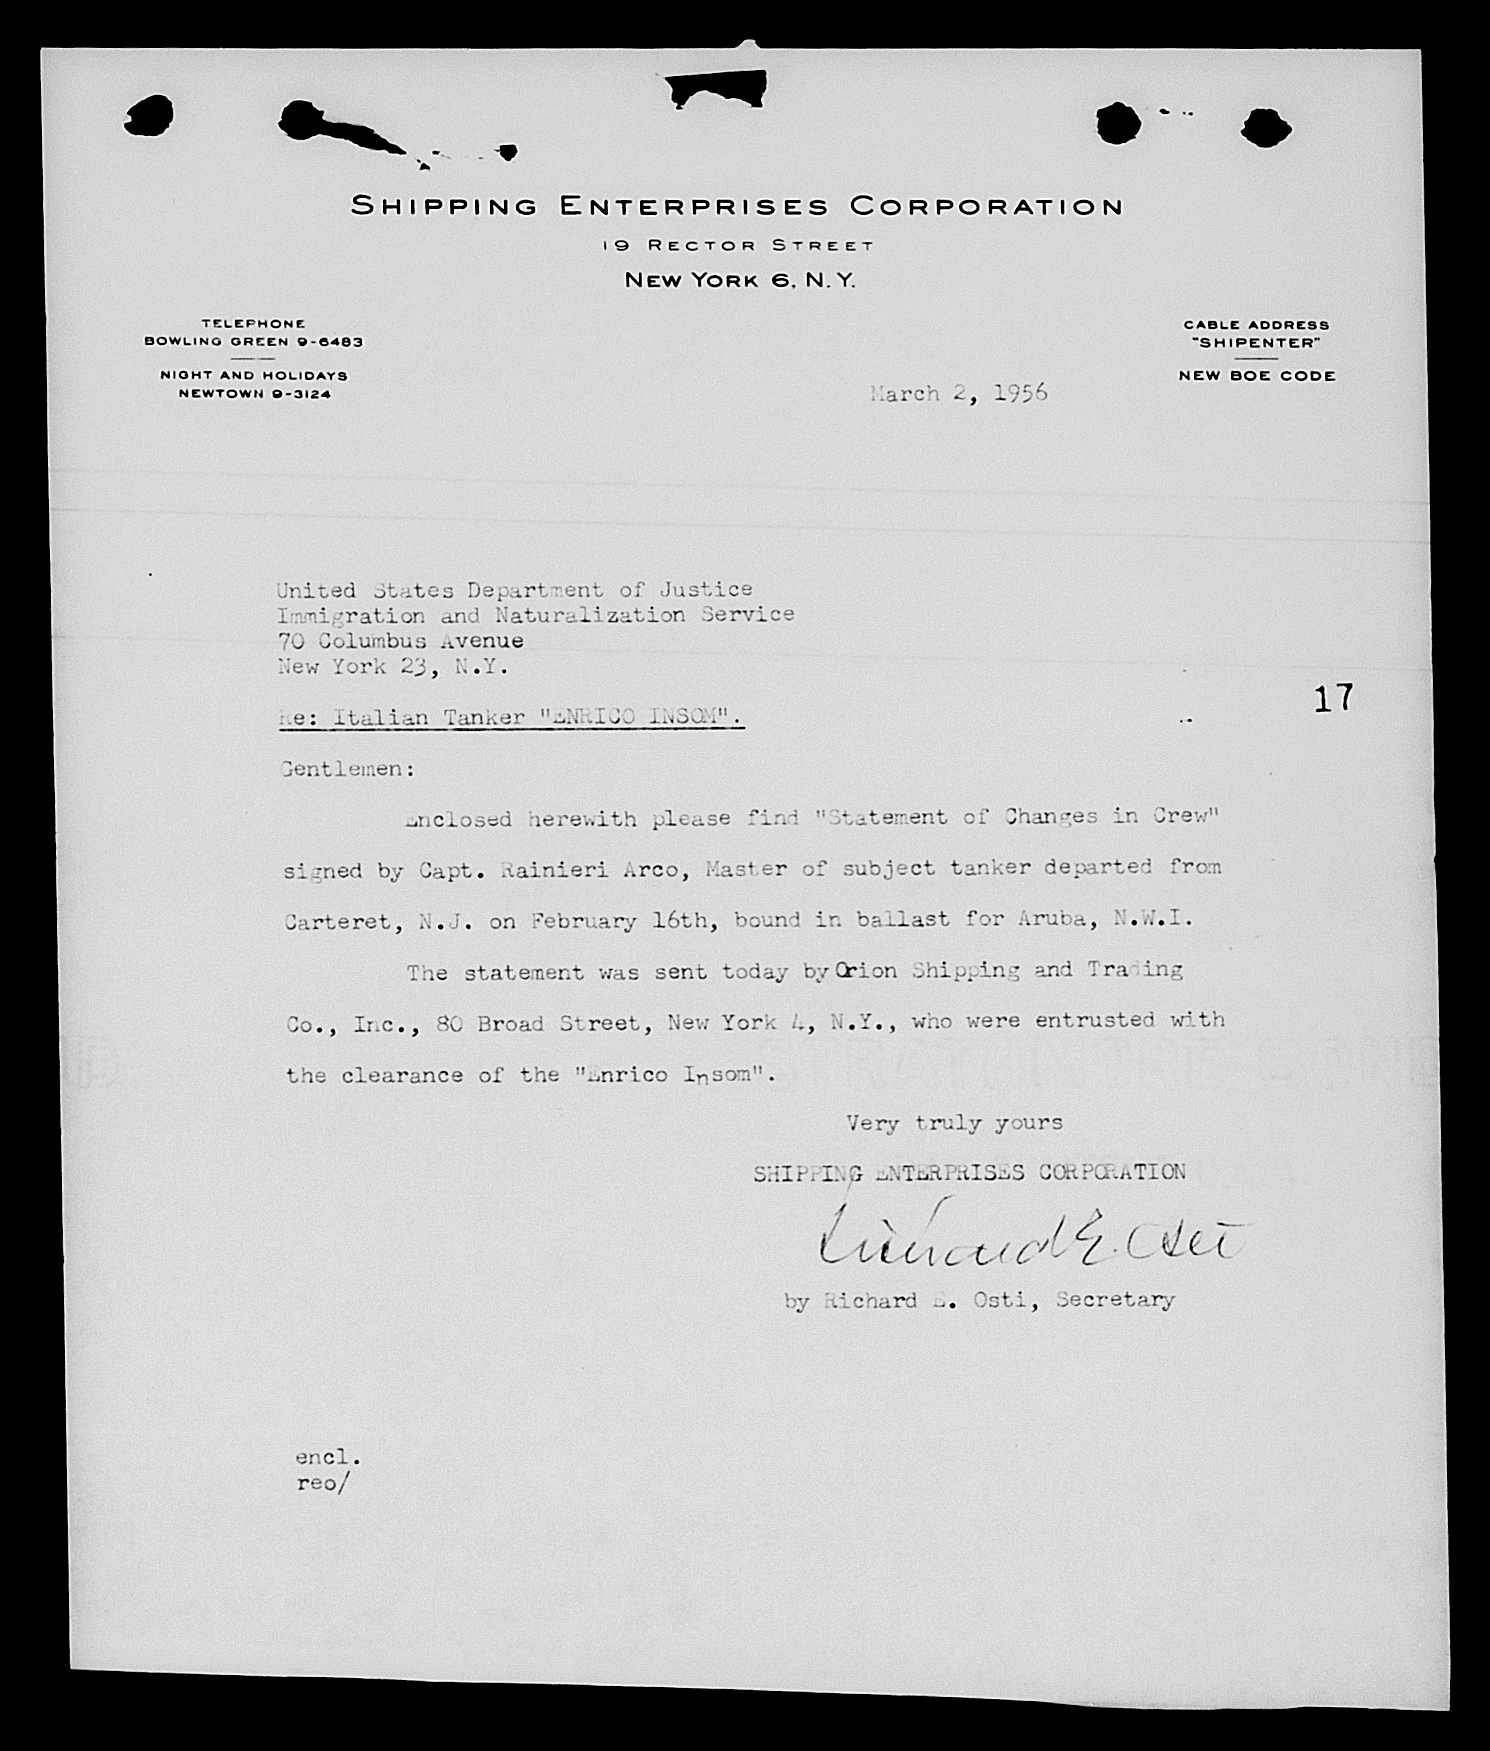 SHIPPING ENTERPRISES CORPORATION
19 RECTOR STREET
NEW YORK 6, N.Y.
TELEPHONE
BOWLING GREEN 9-6483
NIGHT AND HOLIDAYS
NEWTOWN 9-3124
CABLE ADDRESS
"SHIPENTER"
NEW BOE CODE
March 2, 1956
United States Department of Justice
Immigration and Naturalization Service
70 Columbus Avenue
New York 23, N.Y.
17
Re: Italian Tanker "ENRICO INSOM".
Gentlemen:
Enclosed herewith please find "Statement of Changes in Crew"
signed by Capt. Rainieri Arco, Master of subject tanker departed from
Carteret, N.J. on February 16th, bound in ballast for Aruba, N.W.I.
The statement was sent today by Orion Shipping and Trading
Co., Inc., 80 Broad Street, New York 4, N.Y., who were entrusted with
the clearance of the "Enrico Insom".
Very truly yours
SHIPPING ENTERPRISES CORPORATION
Richard E. Osti
by Richard E. Osti, Secretary
encl.
reo/